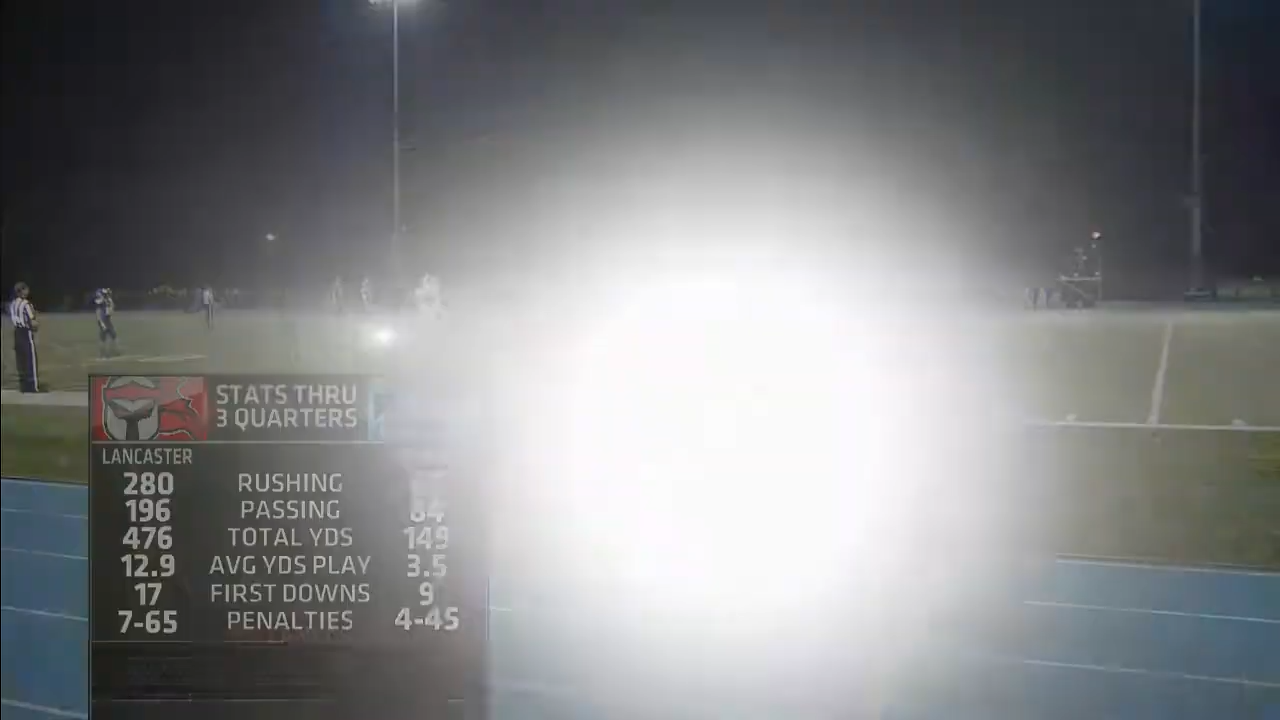 STATS THRU
3 QUARTERS
LANCASTER
280 RUSHING
196 PASSING 84
476 TOTAL YDS 149
12.9 AVG YDS PLAY 3.5
17 FIRST DOWNS 9
7-65 PENALTIES 4-45